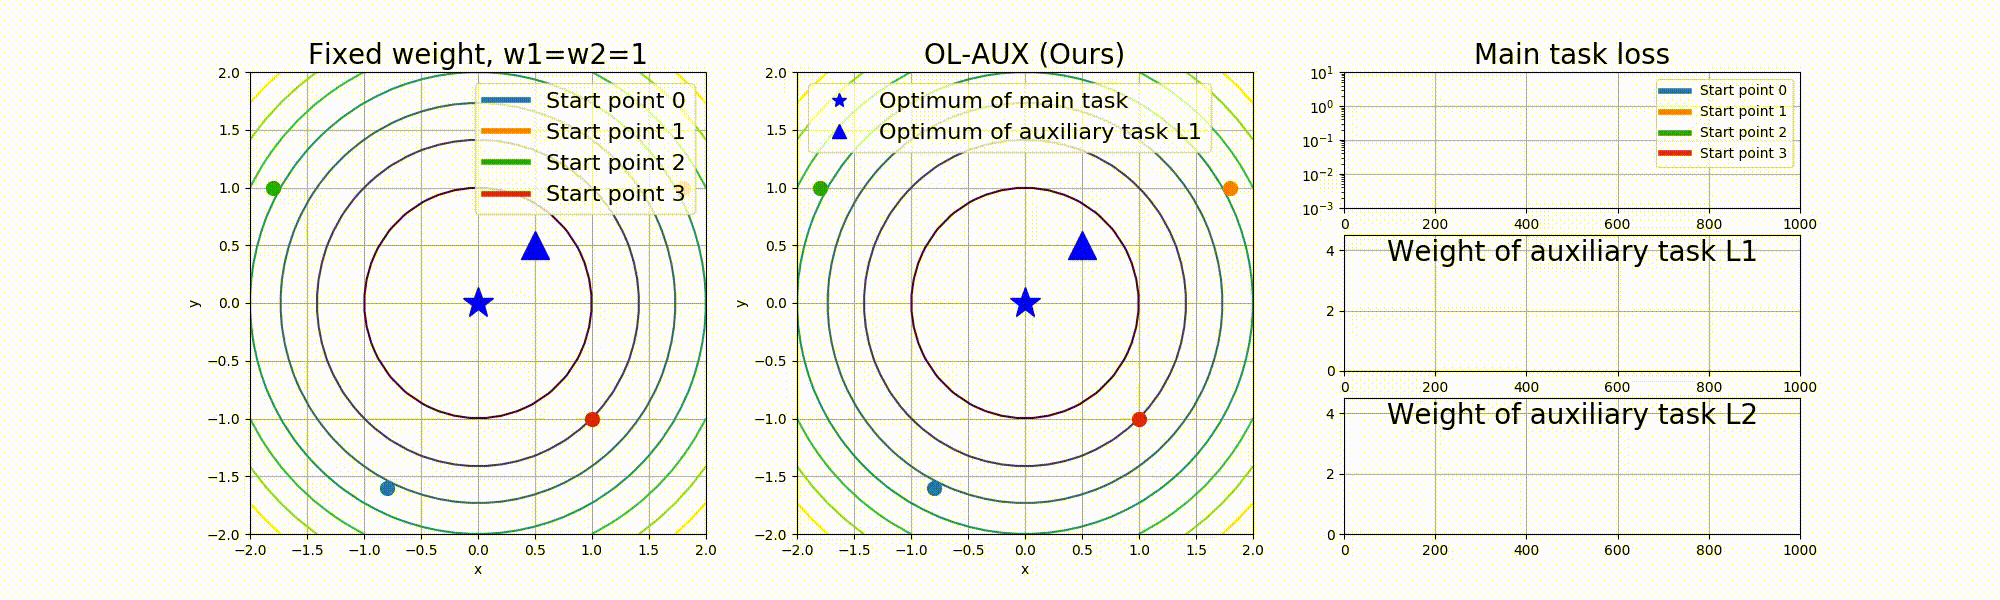 Fixed weight, w1=w2=1
2.0
1.5
1.0
0.5
0.0
−0.5
−1.0
−1.5
−2.0
y
−2.0 −1.5 −1.0 −0.5 0.0 0.5 1.0 1.5 2.0
x
Start point 0
Start point 1
Start point 2
Start point 3
OL-AUX (Ours)
2.0
1.5
1.0
0.5
0.0
−0.5
−1.0
−1.5
−2.0
y
−2.0 −1.5 −1.0 −0.5 0.0 0.5 1.0 1.5 2.0
x
Optimum of main task
Optimum of auxiliary task L1
Main task loss
10¹
10⁰
10⁻¹
10⁻²
10⁻³
0 200 400 600 800 1000
Start point 0
Start point 1
Start point 2
Start point 3
Weight of auxiliary task L1
4
2
0
0 200 400 600 800 1000
Weight of auxiliary task L2
4
2
0
0 200 400 600 800 1000